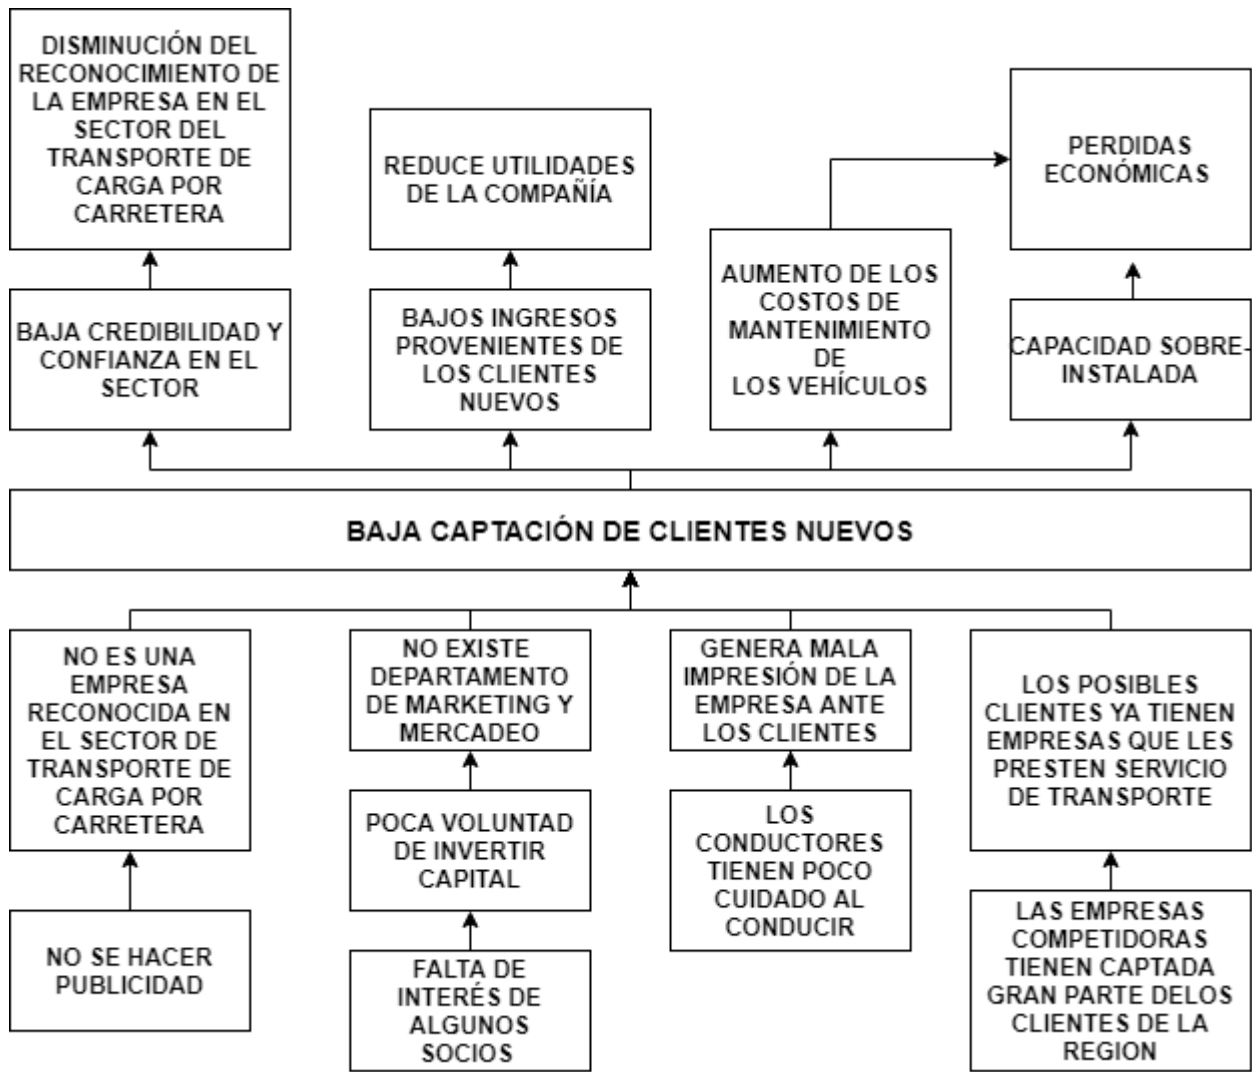 DISMINUCIÓN DEL
RECONOCIMIENTO DE
LA EMPRESA EN EL
SECTOR DEL
TRANSPORTE DE
CARGA POR
CARRETERA
REDUCE UTILIDADES
DE LA COMPAÑÍA
PERDIDAS
ECONÓMICAS
BAJA CREDIBILIDAD Y
CONFIANZA EN EL
SECTOR
BAJOS INGRESOS
PROVENIENTES DE
LOS CLIENTES
NUEVOS
AUMENTO DE LOS
COSTOS DE
MANTENIMIENTO
DE
LOS VEHÍCULOS
CAPACIDAD SOBRE-
INSTALADA
BAJA CAPTACIÓN DE CLIENTES NUEVOS
NO ES UNA
EMPRESA
RECONOCIDA EN
EL SECTOR DE
TRANSPORTE DE
CARGA POR
CARRETERA
NO EXISTE
DEPARTAMENTO
DE MARKETING Y
MERCADEO
GENERA MALA
IMPRESIÓN DE LA
EMPRESA ANTE
LOS CLIENTES
LOS POSIBLES
CLIENTES YA TIENEN
EMPRESAS QUE LES
PRESTEN SERVICIO
DE TRANSPORTE
POCA VOLUNTAD
DE INVERTIR
CAPITAL
LOS
CONDUCTORES
TIENEN POCO
CUIDADO AL
CONDUCIR
NO SE HACER
PUBLICIDAD
FALTA DE
INTERÉS DE
ALGUNOS
SOCIOS
LAS EMPRESAS
COMPETIDORAS
TIENEN CAPTADA
GRAN PARTE DELOS
CLIENTES DE LA
REGION